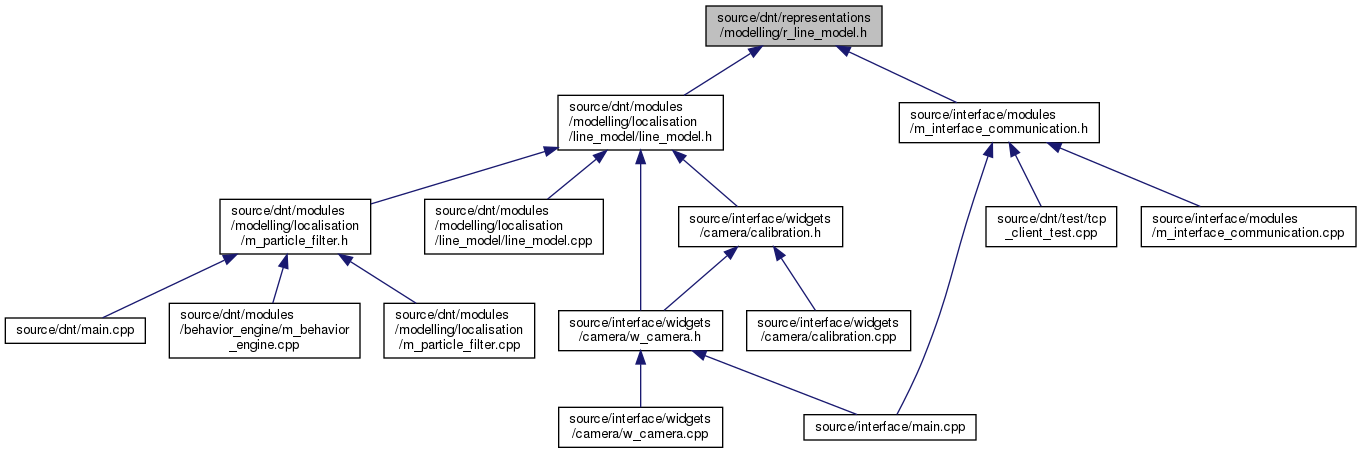 source/dnt/representations
/modelling/r_line_model.h
source/dnt/modules
/modelling/localisation
/line_model/line_model.h
source/interface/modules
/m_interface_communication.h
source/dnt/modules
/modelling/localisation
/m_particle_filter.h
source/dnt/modules
/modelling/localisation
/line_model/line_model.cpp
source/interface/widgets
/camera/calibration.h
source/dnt/test/tcp
_client_test.cpp
source/interface/modules
/m_interface_communication.cpp
source/dnt/main.cpp
source/dnt/modules
/behavior_engine/m_behavior
_engine.cpp
source/dnt/modules
/modelling/localisation
/m_particle_filter.cpp
source/interface/widgets
/camera/w_camera.h
source/interface/widgets
/camera/calibration.cpp
source/interface/widgets
/camera/w_camera.cpp
source/interface/main.cpp